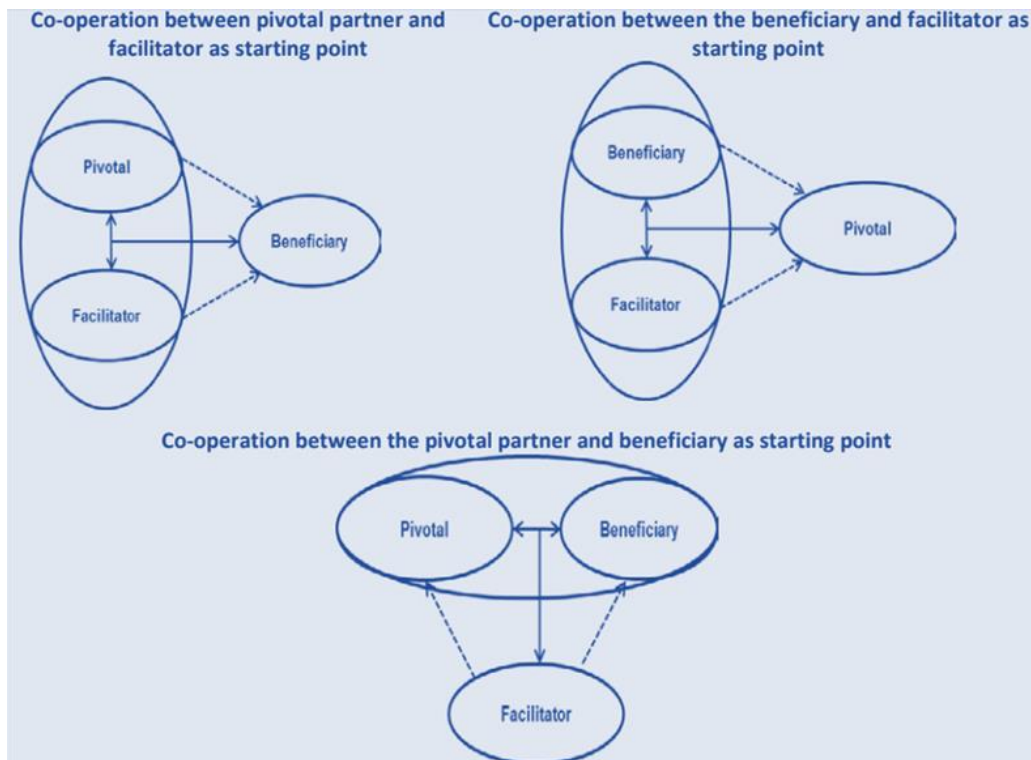 Co-operation between pivotal partner and
facilitator as starting point
Pivotal
Beneficiary
Facilitator
Co-operation between the beneficiary and facilitator as
starting point
Beneficiary
Pivotal
Facilitator
Co-operation between the pivotal partner and beneficiary as starting point
Pivotal
Beneficiary
Facilitator